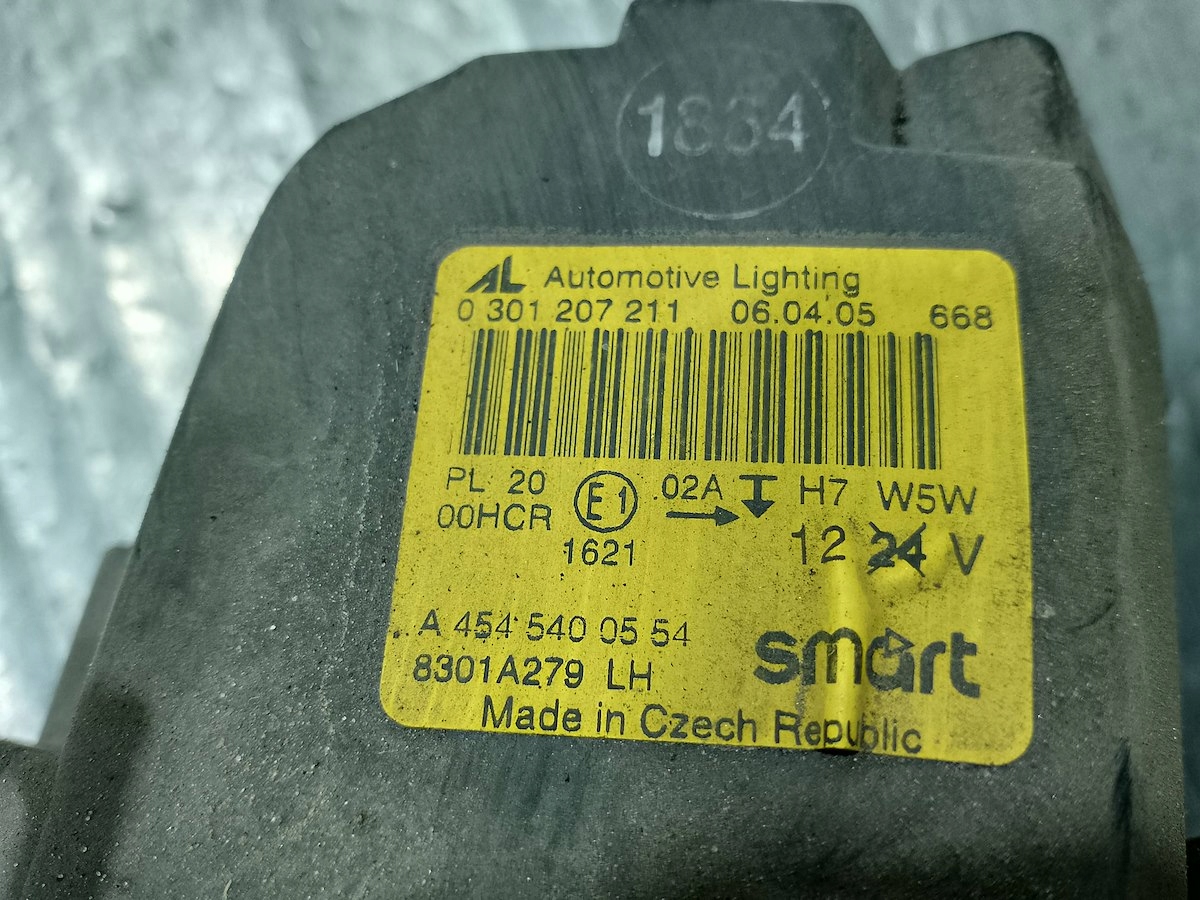 1884
AL Automotive Lighting
0 301 207 211 06.04.05 668
PL 20 E1 .02A H7 W5W
00HCR 12 24 V
1621
A 454 540 05 54
smart
8301A279 LH
Made in Czech Republic